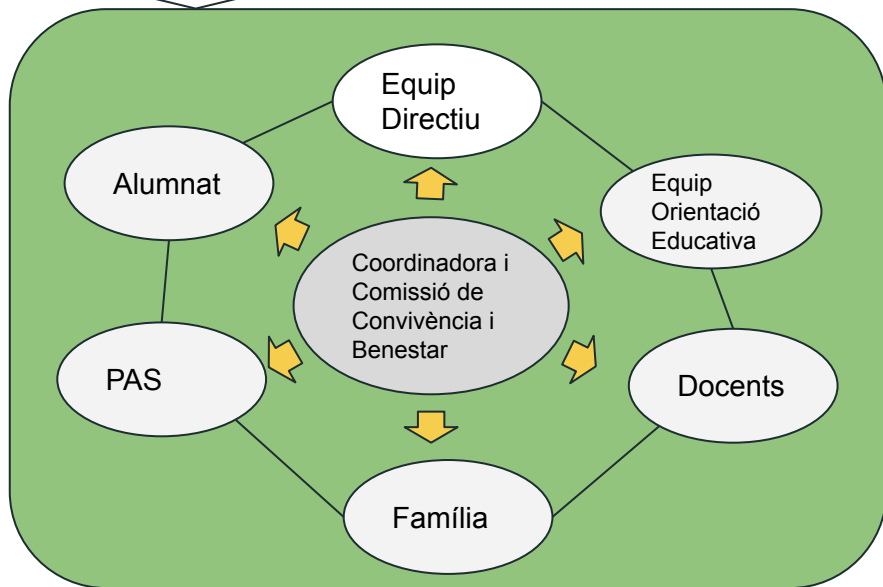 Equip
Directiu
Alumnat
Equip
Orientació
Educativa
Coordinadora i
Comissió de
Convivència i
Benestar
PAS
Docents
Família